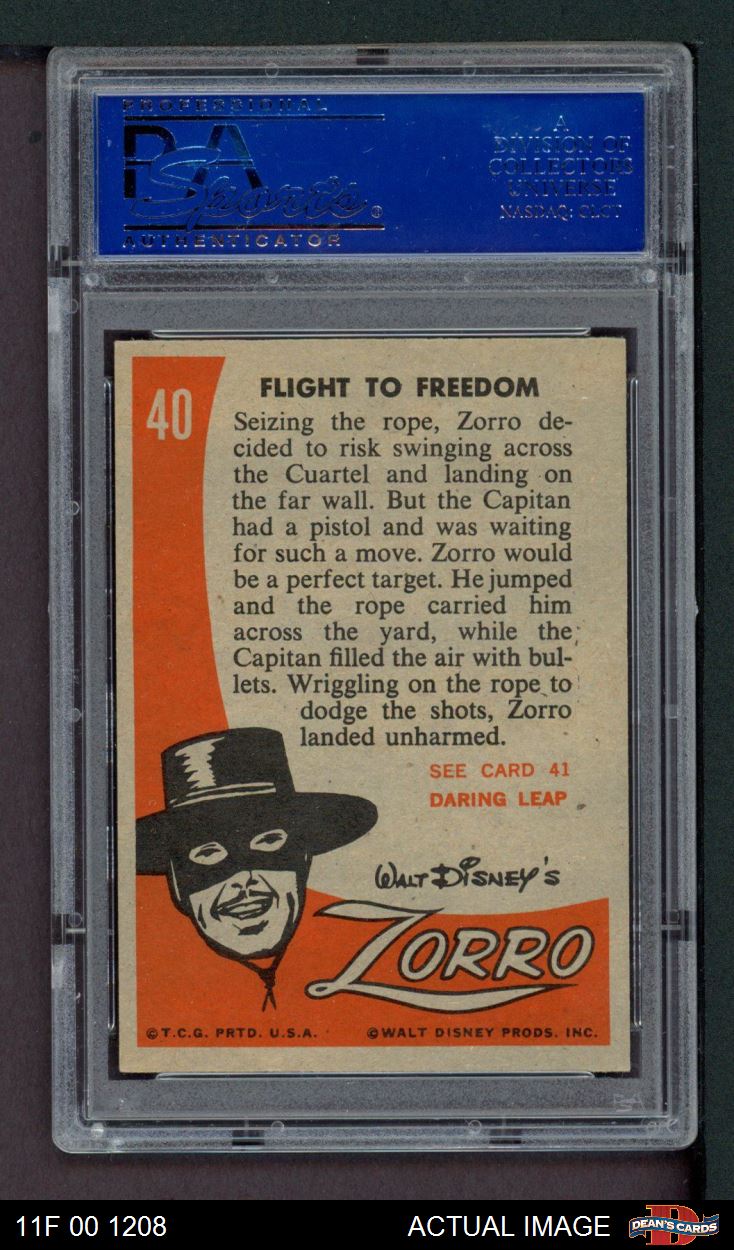 PROFESSIONAL
PSA
Sports®
AUTHENTICATOR
A
DIVISION OF
COLLECTORS
UNIVERSE
NASDAQ: CLCT
40
FLIGHT TO FREEDOM
Seizing the rope, Zorro de-
cided to risk swinging across
the Cuartel and landing on
the far wall. But the Capitan
had a pistol and was waiting
for such a move. Zorro would
be a perfect target. He jumped
and the rope carried him
across the yard, while the
Capitan filled the air with bul-
lets. Wriggling on the rope to
dodge the shots, Zorro
landed unharmed.
SEE CARD 41
DARING LEAP
WALT DISNEY'S
ZORRO
©T.C.G. PRTD. U.S.A. ©WALT DISNEY PRODS. INC.
PSA
11F 00 1208 ACTUAL IMAGE DEAN'S CARDS